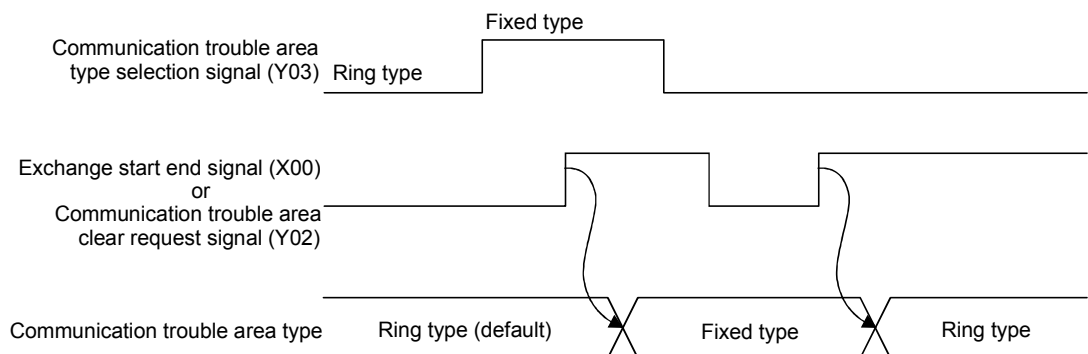 Fixed type
Communication trouble area
type selection signal (Y03)
Ring type
Exchange start end signal (X00)
or
Communication trouble area
clear request signal (Y02)
Communication trouble area type
Ring type (default)
Fixed type
Ring type